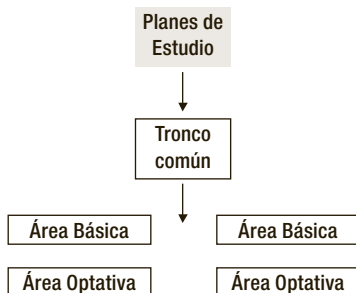 Planes de
Estudio
Tronco
común
Área Básica
Área Básica
Área Optativa
Área Optativa